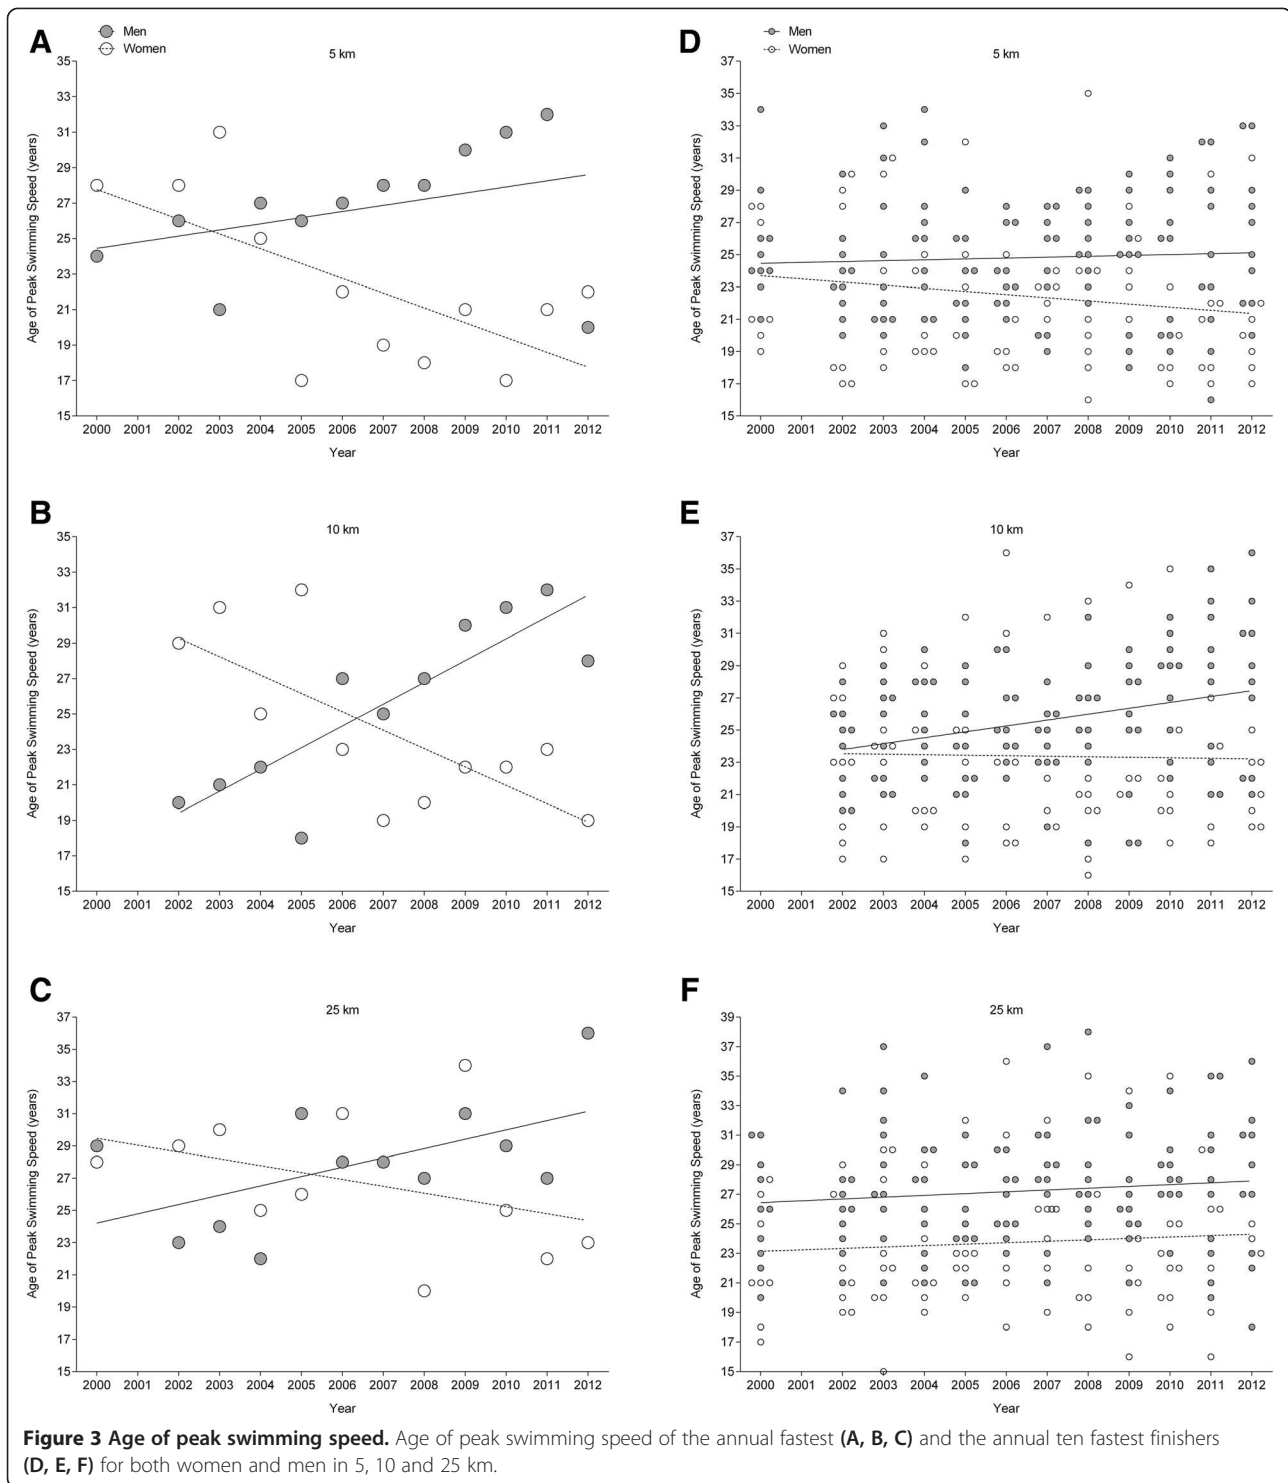 A
Men
Women
5 km
Age of Peak Swimming Speed (years)
35
33
31
29
27
25
23
21
19
17
15
2000 2001 2002 2003 2004 2005 2006 2007 2008 2009 2010 2011 2012
Year
D
Men
Women
5 km
Age of Peak Swimming Speed (years)
37
35
33
31
29
27
25
23
21
19
17
15
2000 2001 2002 2003 2004 2005 2006 2007 2008 2009 2010 2011 2012
Year
B
10 km
Age of Peak Swimming Speed (years)
35
33
31
29
27
25
23
21
19
17
15
2000 2001 2002 2003 2004 2005 2006 2007 2008 2009 2010 2011 2012
Year
E
10 km
Age of Peak Swimming Speed (years)
37
35
33
31
29
27
25
23
21
19
17
15
2000 2001 2002 2003 2004 2005 2006 2007 2008 2009 2010 2011 2012
Year
C
25 km
Age of Peak Swimming Speed (years)
37
35
33
31
29
27
25
23
21
19
17
15
2000 2001 2002 2003 2004 2005 2006 2007 2008 2009 2010 2011 2012
Year
F
25 km
Age of Peak Swimming Speed (years)
39
37
35
33
31
29
27
25
23
21
19
17
15
2000 2001 2002 2003 2004 2005 2006 2007 2008 2009 2010 2011 2012
Year
Figure 3 Age of peak swimming speed. Age of peak swimming speed of the annual fastest (A, B, C) and the annual ten fastest finishers
(D, E, F) for both women and men in 5, 10 and 25 km.